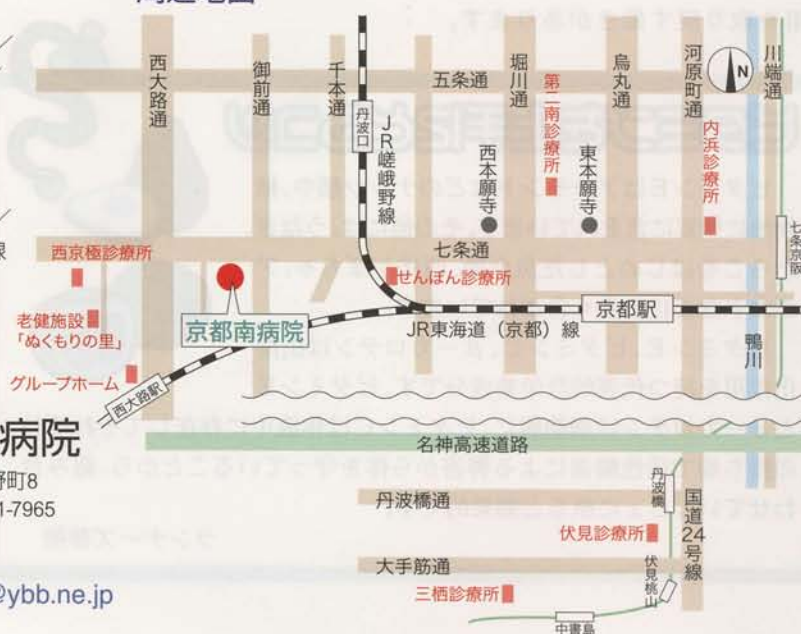 西大路通
御前通
千本通
丹波口
JR嵯峨野線
五条通
堀川通
烏丸通
河原町通
N
川端通
第二南診療所
西本願寺
東本願寺
内浜診療所
七条京阪
線
西京極診療所
七条通
せんぽん診療所
京都駅
老健施設
「ぬくもりの里」
京都南病院
JR東海道（京都）線
鴨川
グループホーム
西大路駅
病院
野町8
1-7965
名神高速道路
丹波橋通
丹波橋
国道24号線
伏見診療所
大手筋通
伏見桃山
三栖診療所
中書島
@ybb.ne.jp